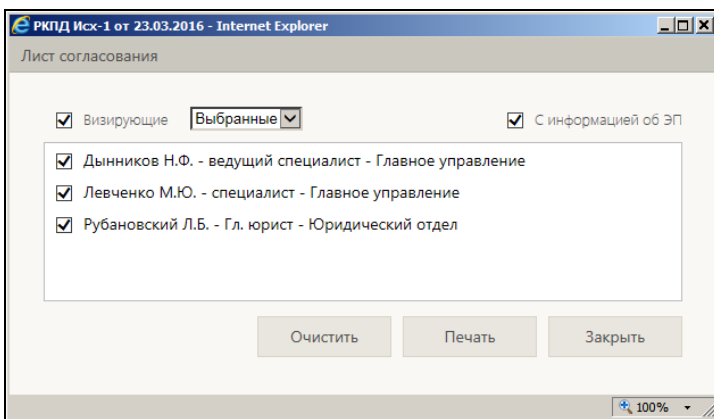 РКПД Исх-1 от 23.03.2016 - Internet Explorer
Лист согласования
Визирующие Выбранные С информацией об ЭП
Дынников Н.Ф. - ведущий специалист - Главное управление
Левченко М.Ю. - специалист - Главное управление
Рубановский Л.Б. - Гл. юрист - Юридический отдел
Очистить Печать Закрыть
100%